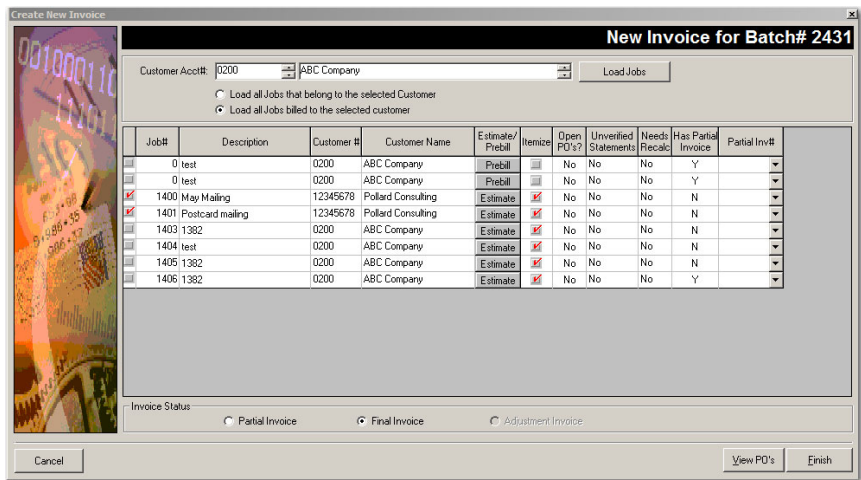 Create New Invoice
New Invoice for Batch# 2431
Customer Acct#: 0200 ABC Company Load Jobs
Load all Jobs that belong to the selected Customer
Load all Jobs billed to the selected customer
Job# Description Customer # Customer Name Estimate/ Prebill Itemize Open PO's? Unverified Statements Needs Recalc Has Partial Invoice Partial Inv#
0 test 0200 ABC Company Prebill No No No Y
0 test 0200 ABC Company Prebill No No No Y
1400 May Mailing 12345678 Pollard Consulting Estimate No No No N
1401 Postcard mailing 12345678 Pollard Consulting Estimate No No No N
1403 1382 0200 ABC Company Estimate No No No N
1404 test 0200 ABC Company Estimate No No No N
1405 1382 0200 ABC Company Estimate No No No N
1406 1382 0200 ABC Company Estimate No No No Y
Invoice Status
Partial Invoice Final Invoice Adjustment Invoice
Cancel View PO's Finish